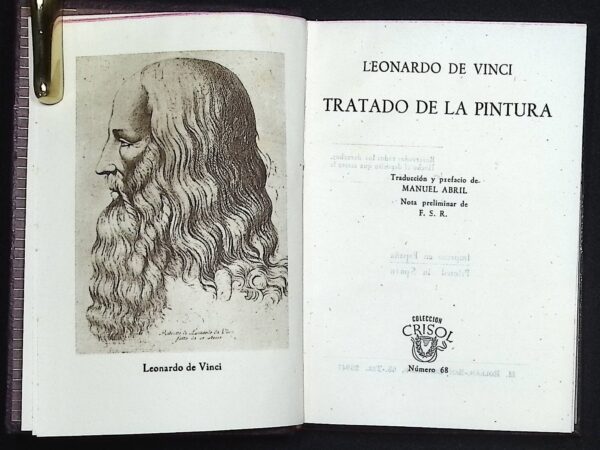 Leonardo de Vinci
LEONARDO DE VINCI
TRATADO DE LA PINTURA
Traducción y prefacio de
MANUEL ABRIL
Nota preliminar de
F. S. R.
COLECCION
CRISOL
Número 68